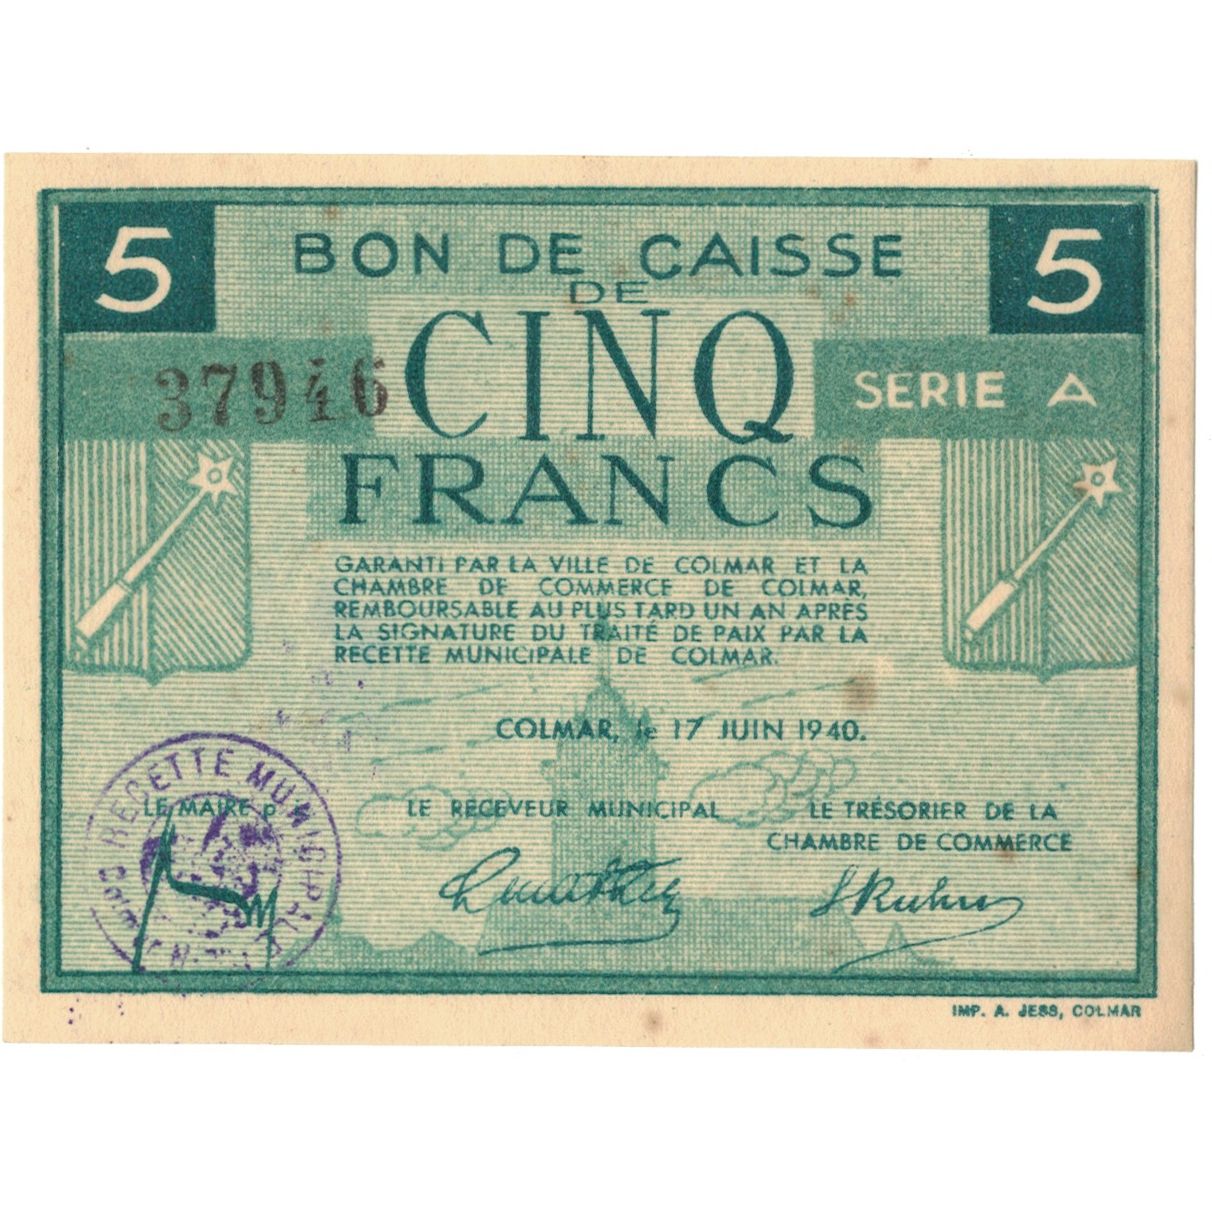 5 BON DE CAISSE 5
DE
37946 CINQ SERIE A
FRANCS
GARANTI PAR LA VILLE DE COLMAR ET LA
CHAMBRE DE COMMERCE DE COLMAR,
REMBOURSABLE AU PLUS TARD UN AN APRÈS
LA SIGNATURE DU TRAITÉ DE PAIX PAR LA
RECETTE MUNICIPALE DE COLMAR.
COLMAR, le 17 JUIN 1940.
RECETTE MUNICIPALE
LE MAIRE P LE RECEVEUR MUNICIPAL LE TRÉSORIER DE LA
CHAMBRE DE COMMERCE
IMP. A. JESS, COLMAR